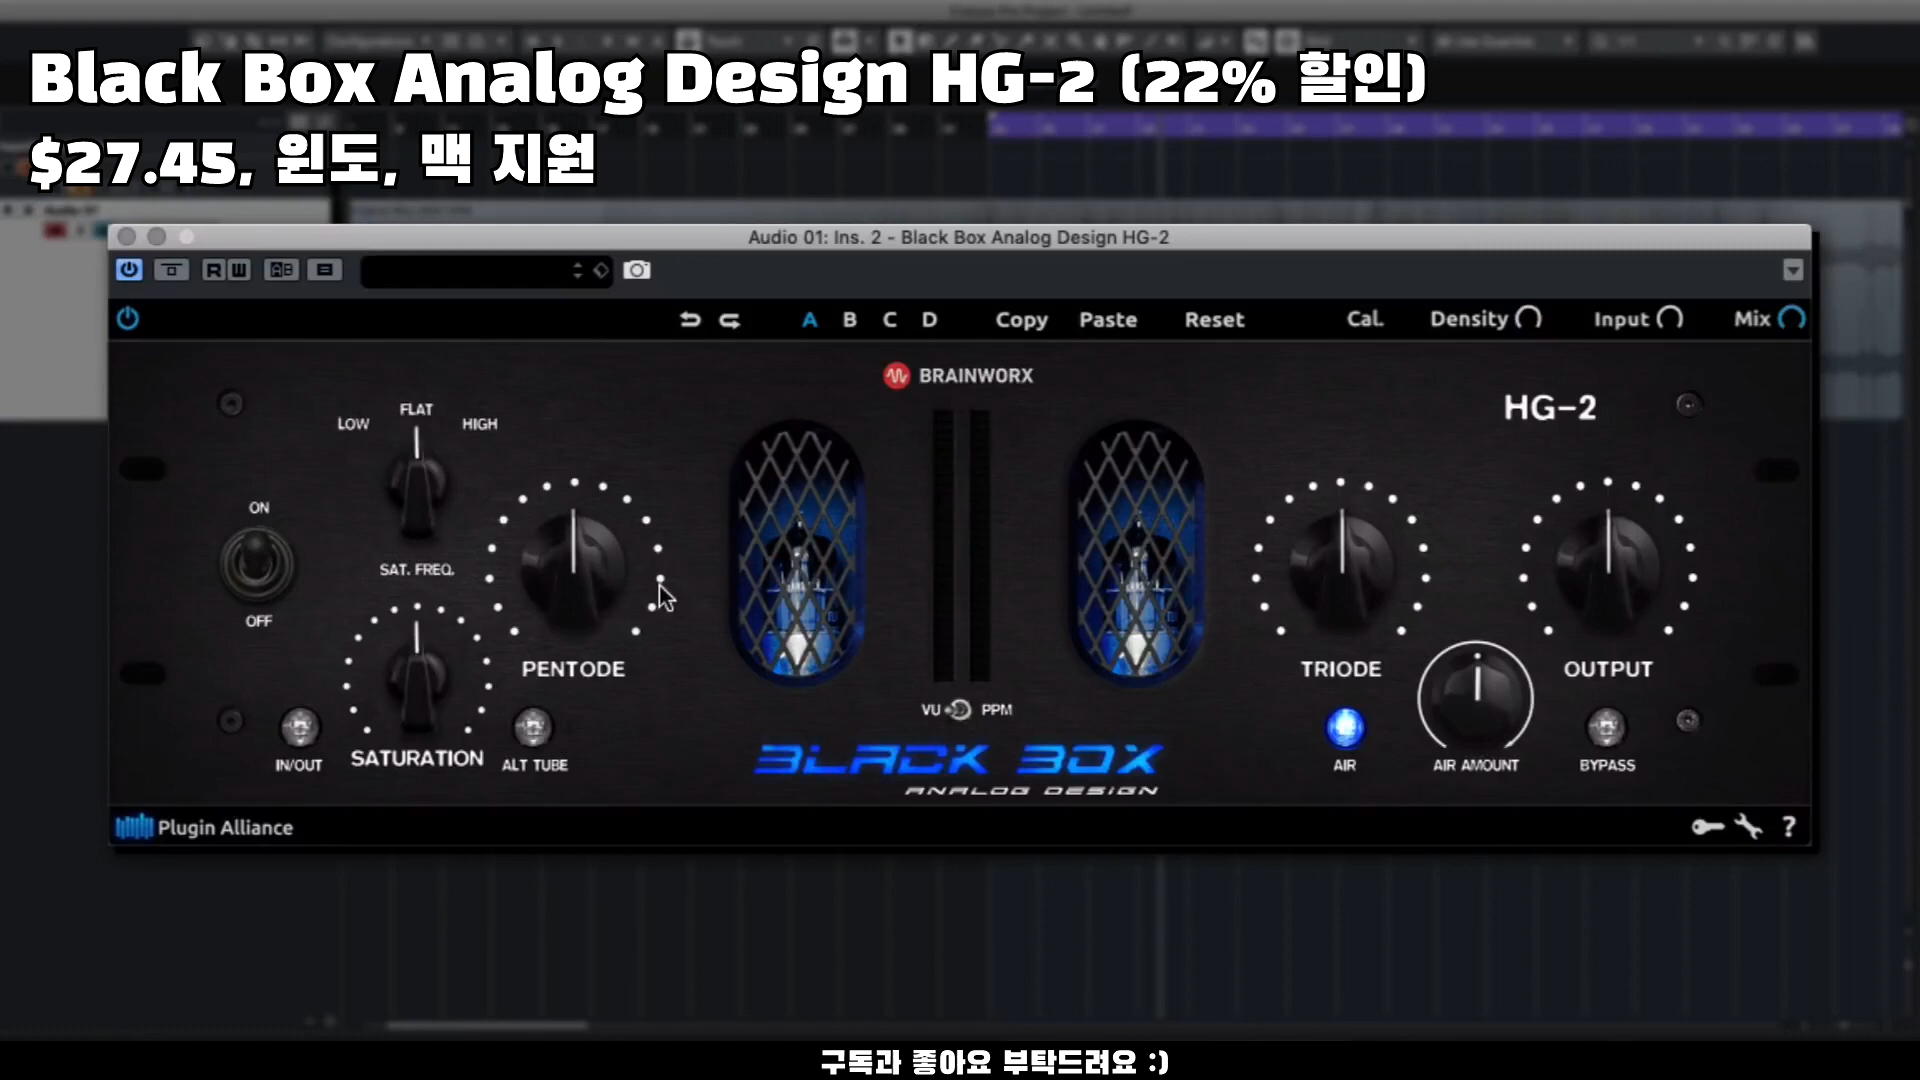 Black Box Analog Design HG-2 (22% 할인)
$27.45, 윈도, 맥 지원
Audio 01: Ins. 2 - Black Box Analog Design HG-2
R W
A B C D Copy Paste Reset Cal. Density Input Mix
BRAINWORX
HG-2
FLAT
LOW HIGH
ON
SAT. FREQ.
OFF
PENTODE TRIODE OUTPUT
VU PPM
SATURATION
IN/OUT ALT TUBE
BLACK BOX
ANALOG DESIGN
AIR AIR AMOUNT BYPASS
Plugin Alliance
?
구독과 좋아요 부탁드려요 :)